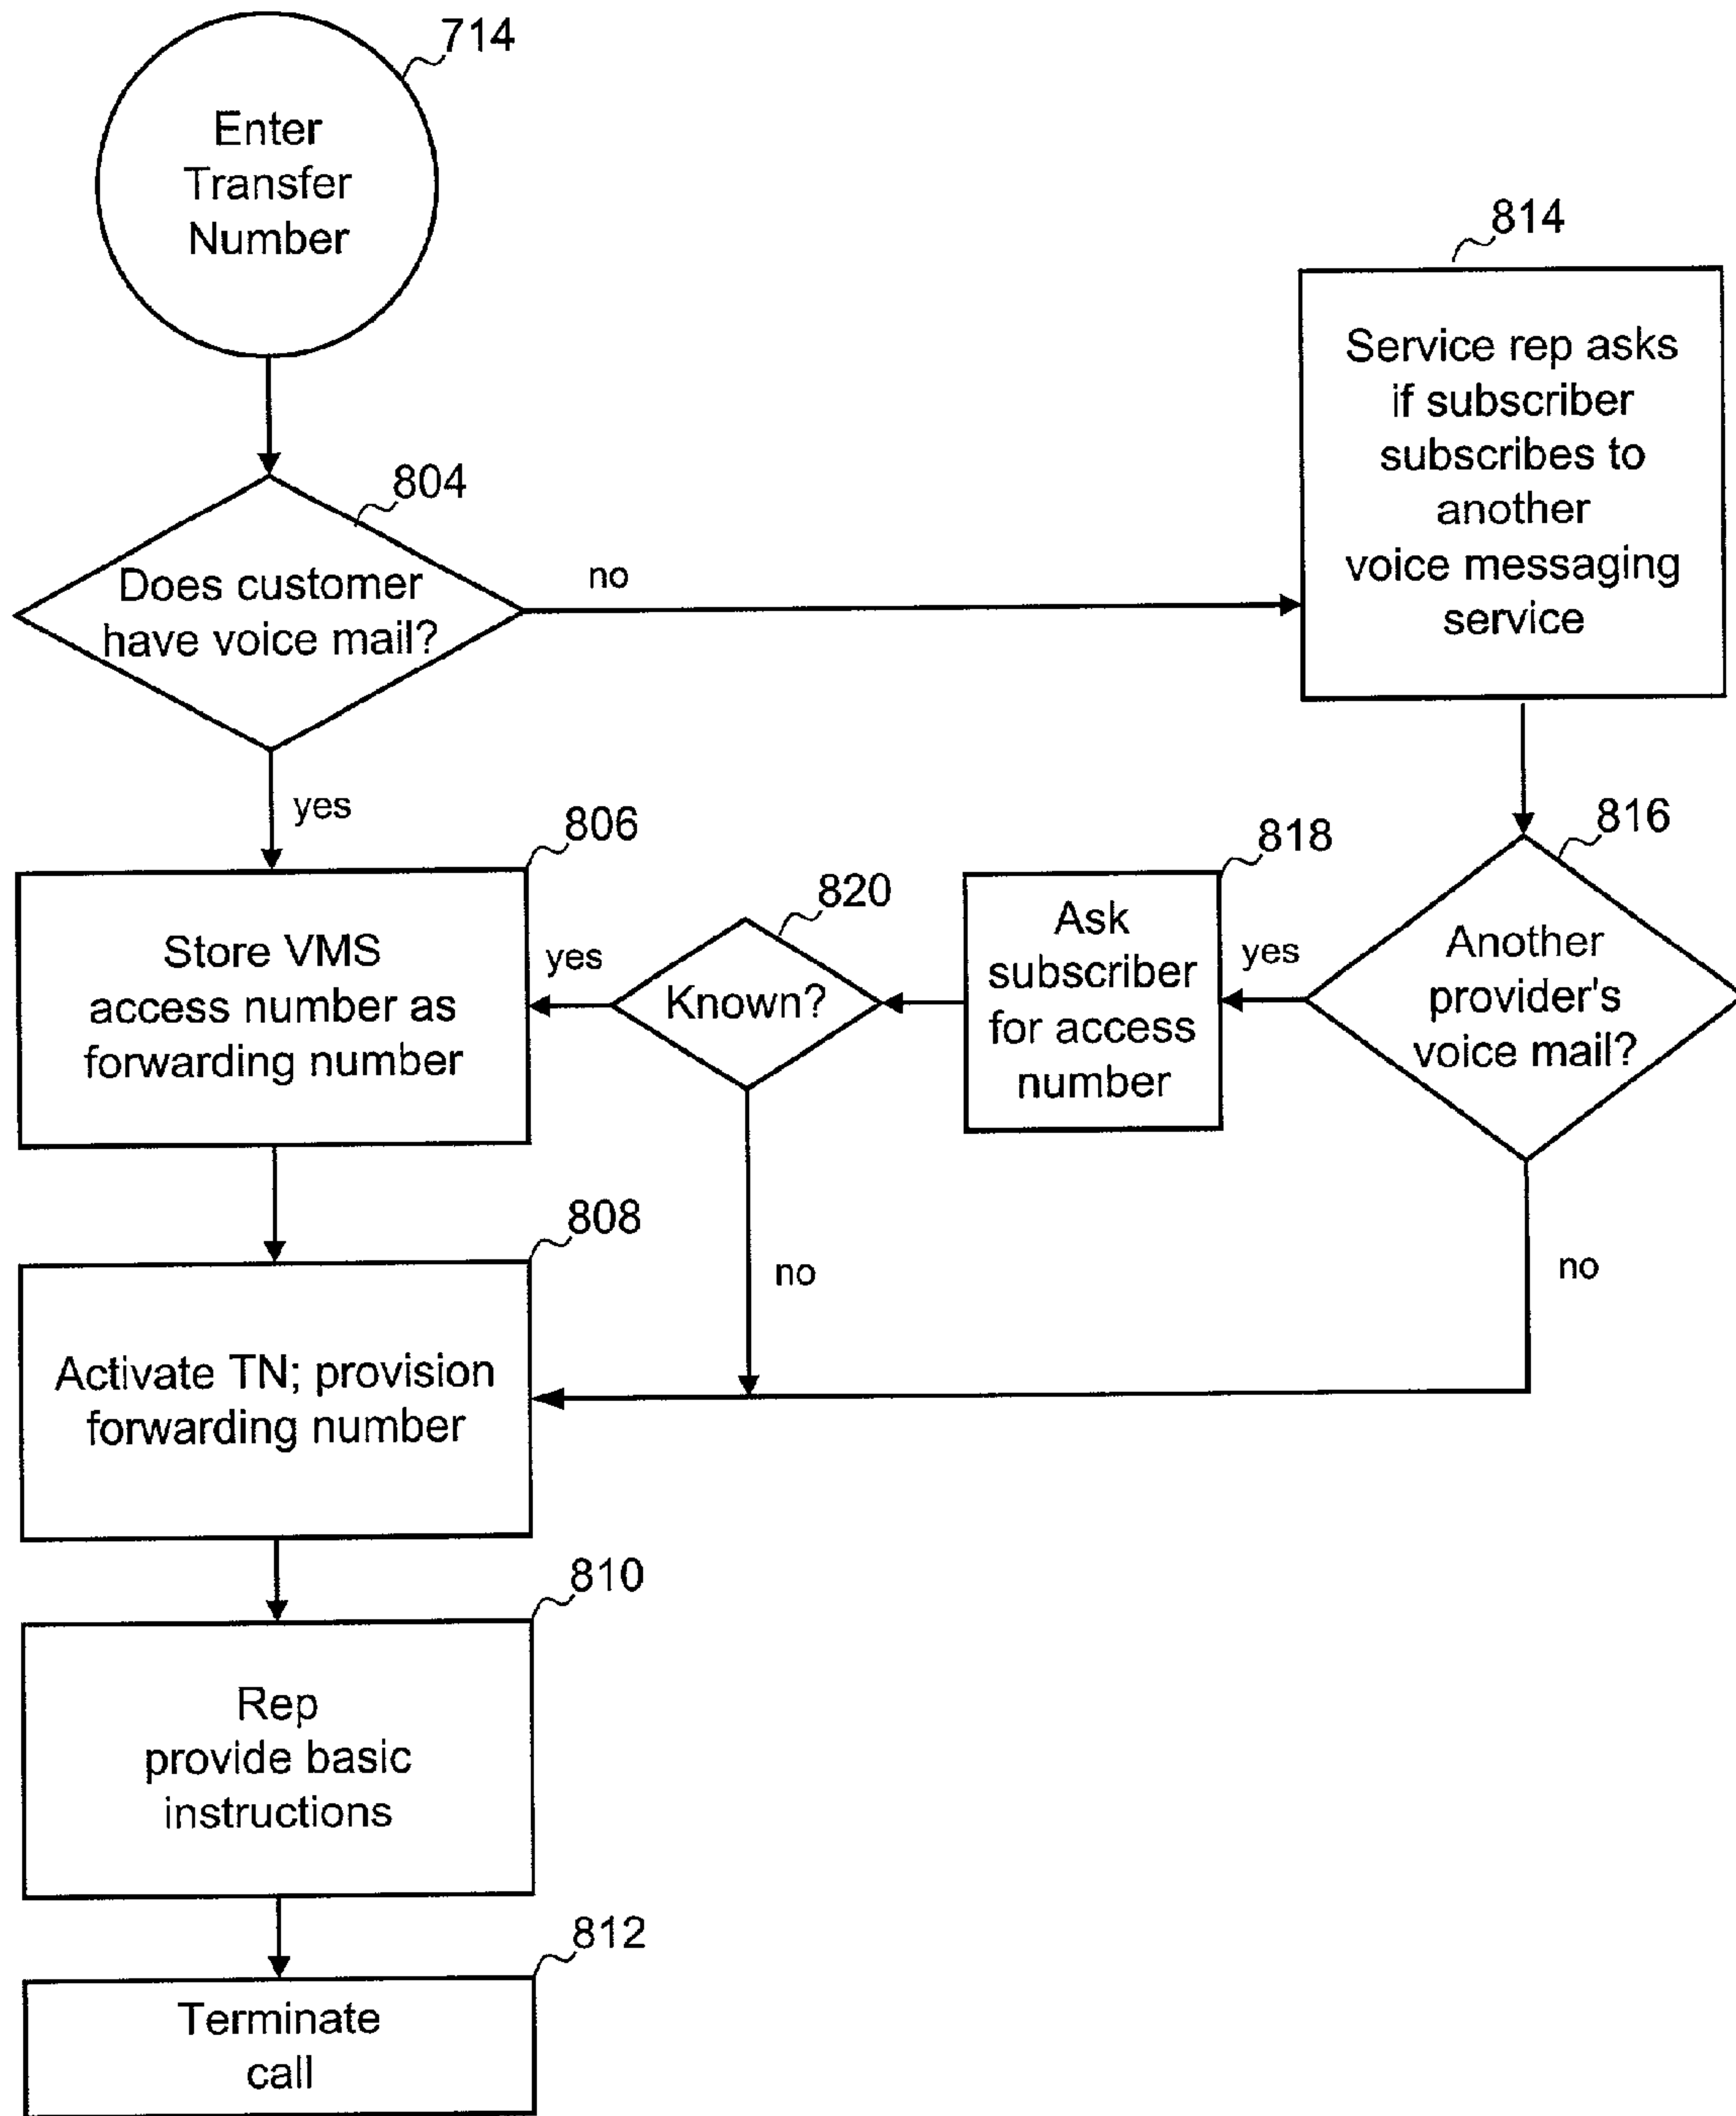 714
Enter
Transfer
Number
804
Does customer
have voice mail?
no
yes
814
Service rep asks
if subscriber
subscribes to
another
voice messaging
service
816
Another
provider's
voice mail?
yes
no
818
Ask
subscriber
for access
number
820
Known?
yes
no
806
Store VMS
access number as
forwarding number
808
Activate TN; provision
forwarding number
810
Rep
provide basic
instructions
812
Terminate
call